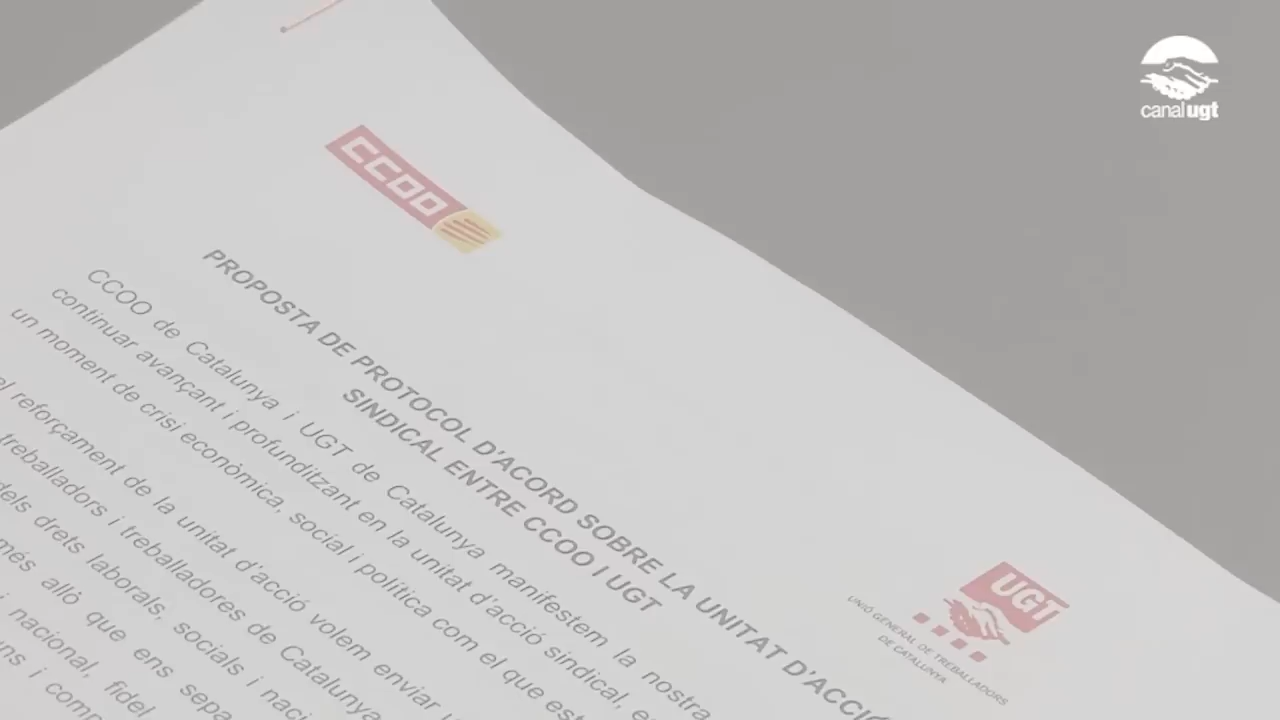 canalugt
CCOO
UGT
UNIÓ GENERAL DE TREBALLADORS
DE CATALUNYA
PROPOSTA DE PROTOCOL D'ACORD SOBRE LA UNITAT D'ACCIÓ
SINDICAL ENTRE CCOO I UGT
CCOO de Catalunya i UGT de Catalunya manifestem la nostra
continuar avançant i profunditzant en la unitat d'acció sindical,
un moment de crisi econòmica, social i política com el que
reforçament de la unitat d'acció volem enviar
treballadors i treballadores de Catalunya
dels drets laborals, socials i
més allò que ens
i nacional, fidel
i